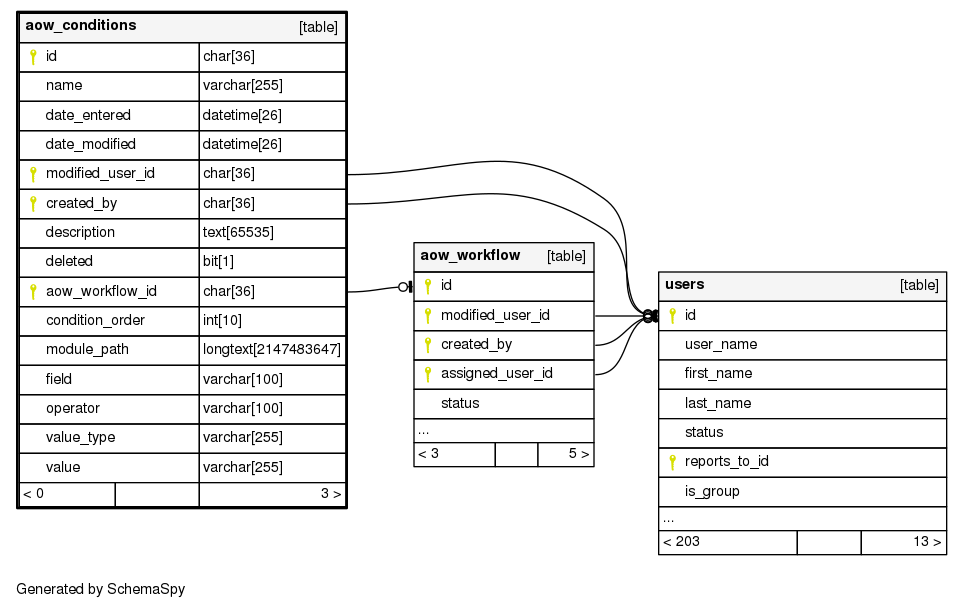 aow_conditions [table]
id char[36]
name varchar[255]
date_entered datetime[26]
date_modified datetime[26]
modified_user_id char[36]
created_by char[36]
description text[65535]
deleted bit[1]
aow_workflow_id char[36]
condition_order int[10]
module_path longtext[2147483647]
field varchar[100]
operator varchar[100]
value_type varchar[255]
value varchar[255]
< 0 3 >
aow_workflow [table]
id
modified_user_id
created_by
assigned_user_id
status
...
< 3 5 >
users [table]
id
user_name
first_name
last_name
status
reports_to_id
is_group
...
< 203 13 >
Generated by SchemaSpy